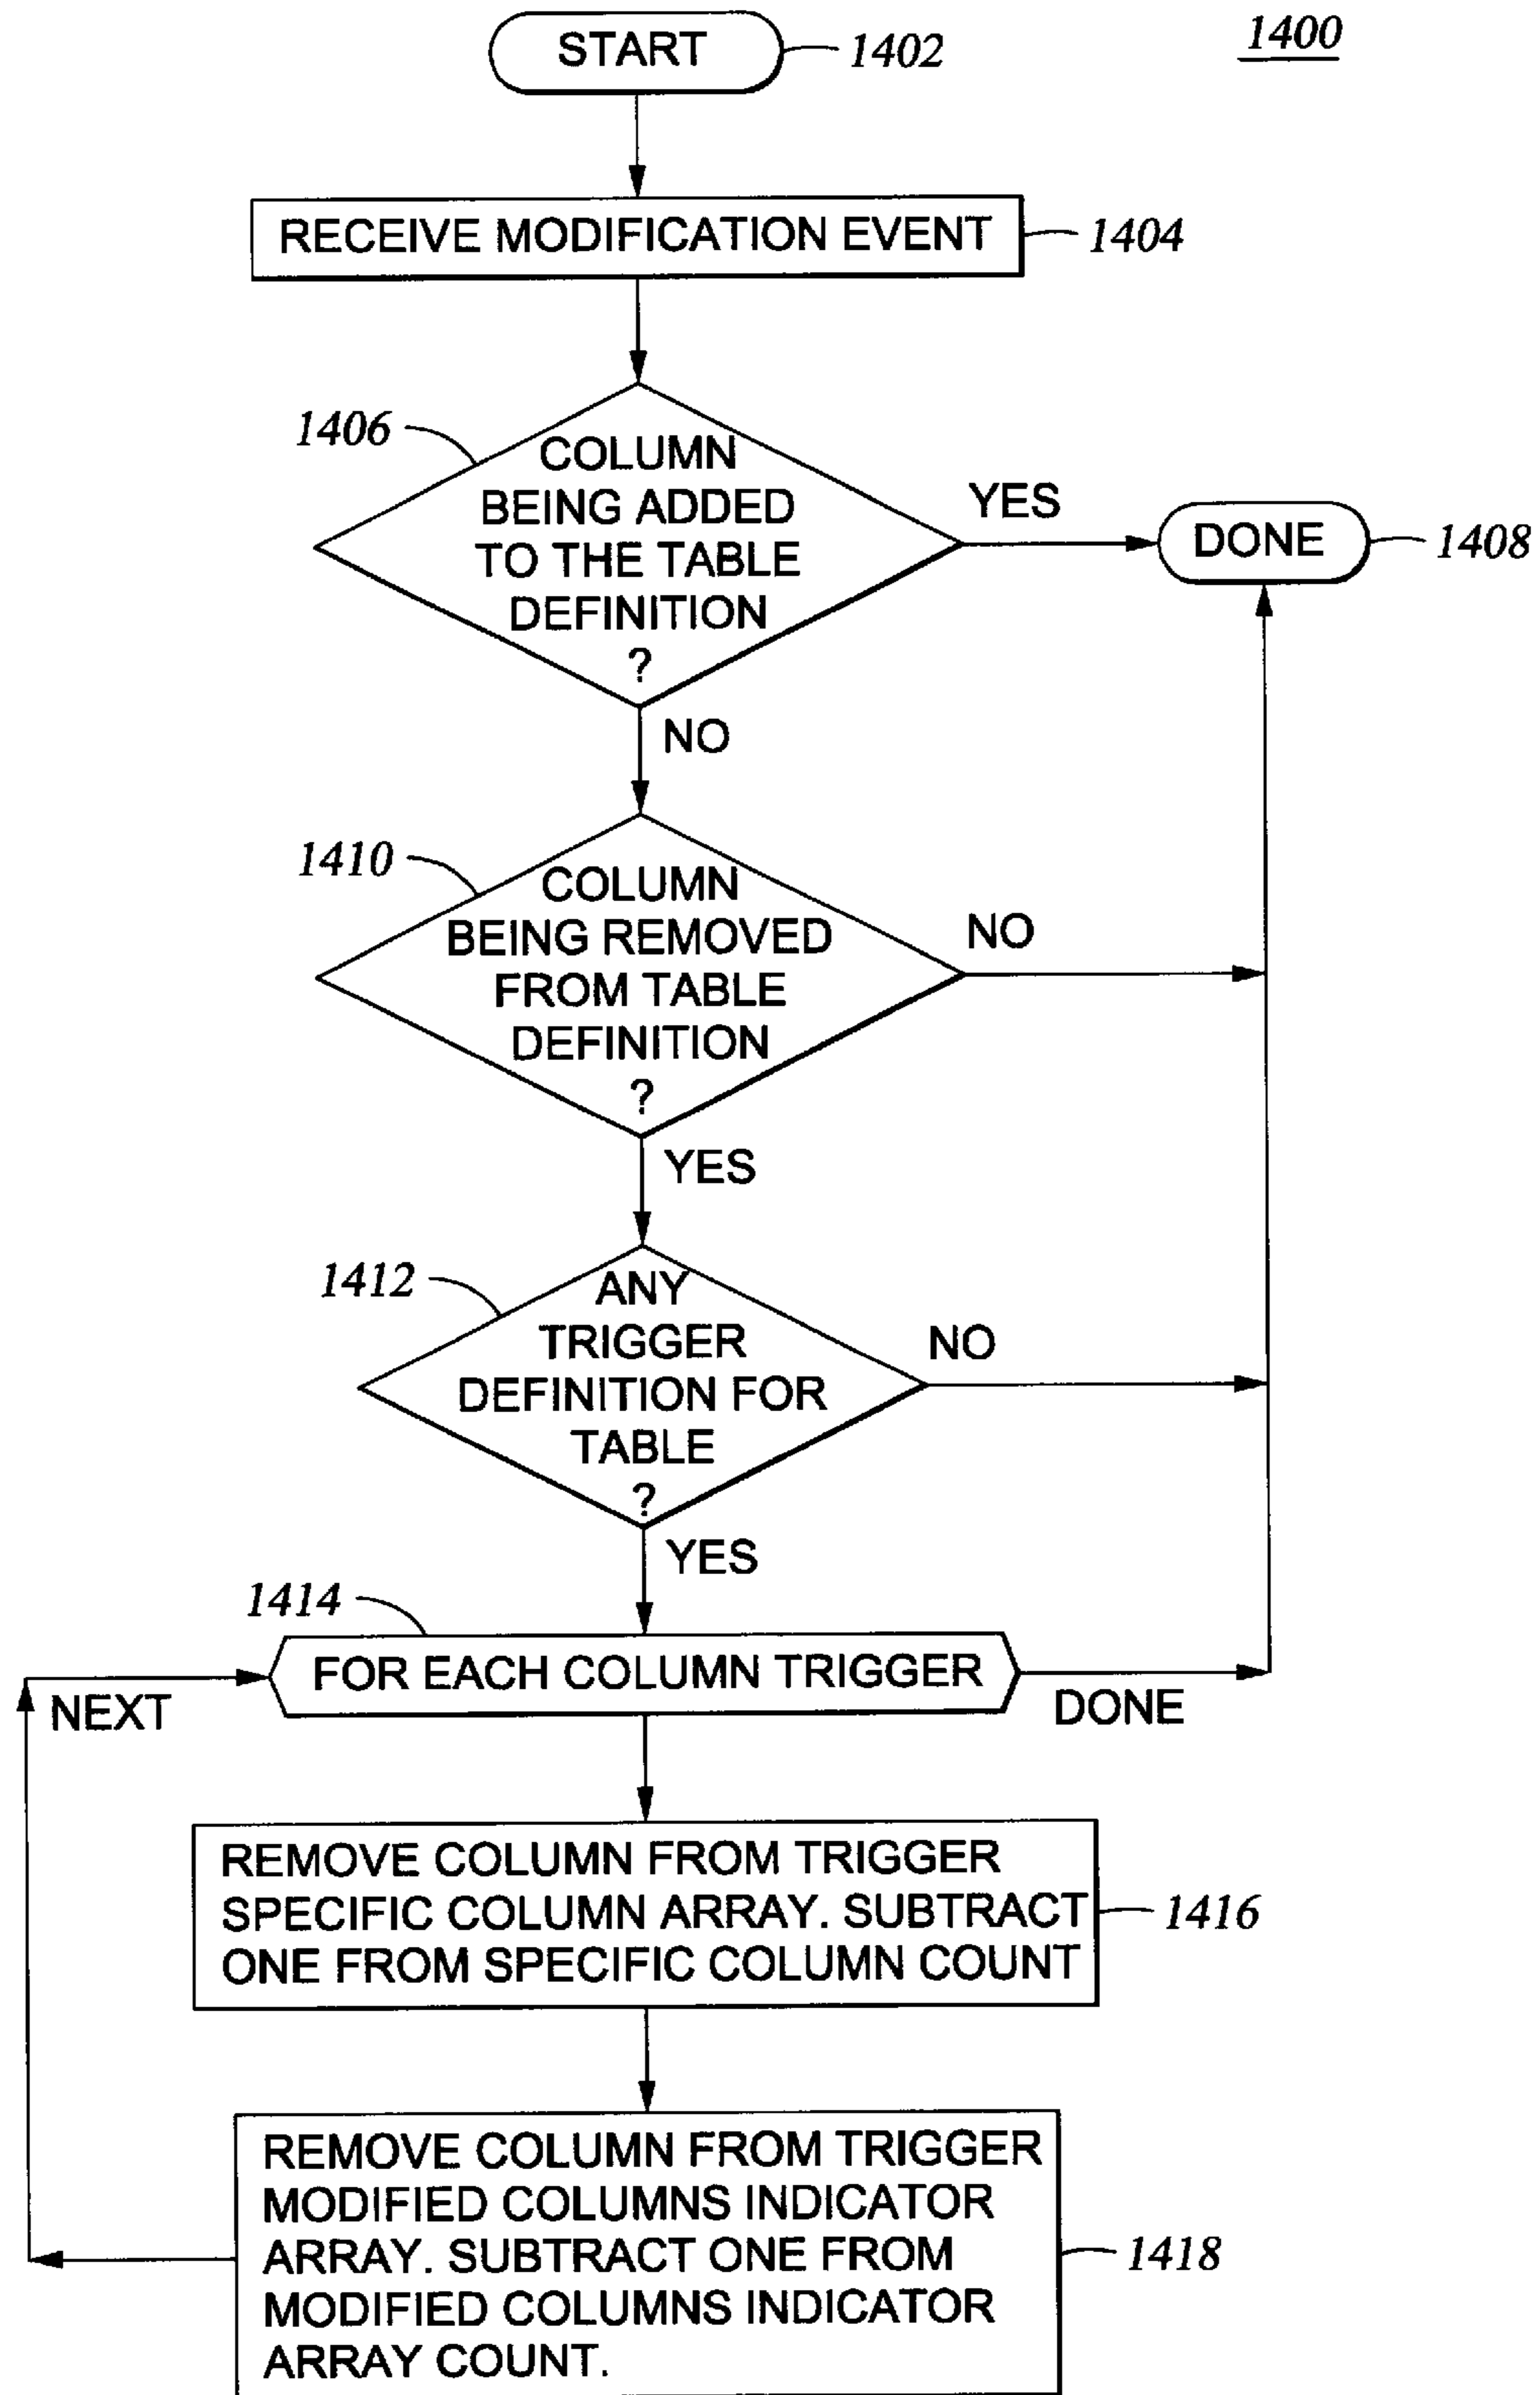 START
1402
1400
RECEIVE MODIFICATION EVENT
1404
1406
COLUMN
BEING ADDED
TO THE TABLE
DEFINITION
?
YES
DONE
1408
NO
1410
COLUMN
BEING REMOVED
FROM TABLE
DEFINITION
?
NO
YES
1412
ANY
TRIGGER
DEFINITION FOR
TABLE
?
NO
YES
1414
FOR EACH COLUMN TRIGGER
NEXT
DONE
REMOVE COLUMN FROM TRIGGER
SPECIFIC COLUMN ARRAY. SUBTRACT
ONE FROM SPECIFIC COLUMN COUNT
1416
REMOVE COLUMN FROM TRIGGER
MODIFIED COLUMNS INDICATOR
ARRAY. SUBTRACT ONE FROM
MODIFIED COLUMNS INDICATOR
ARRAY COUNT.
1418